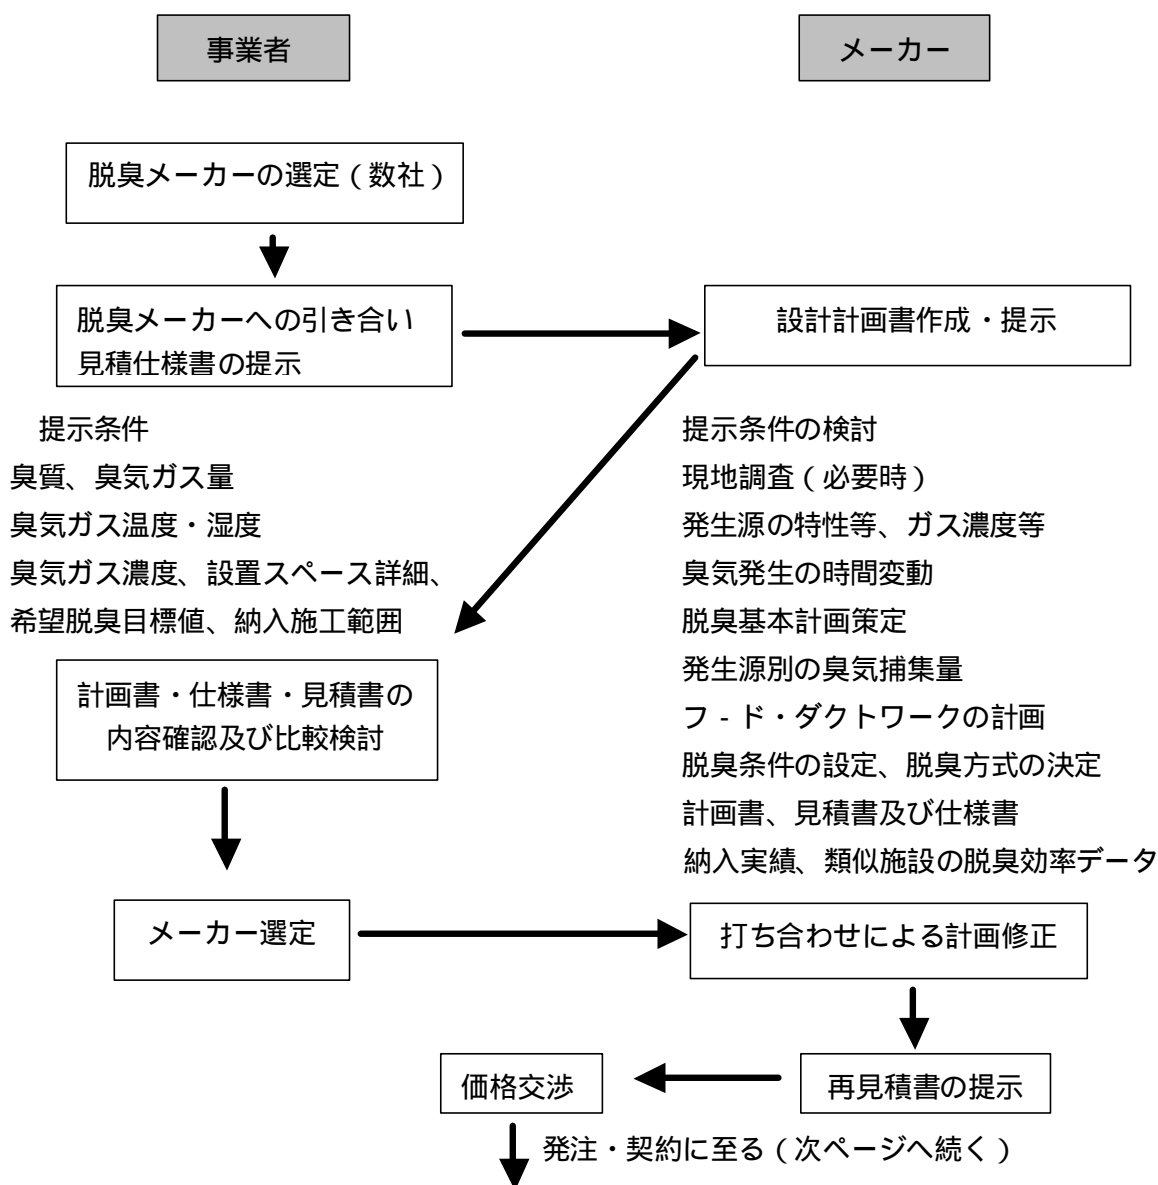 事業者
メーカー
脱臭メーカーの選定(数社)
脱臭メーカーへの引き合い
見積仕様書の提示
設計計画書作成・提示
提示条件
臭質、臭気ガス量
臭気ガス温度・湿度
臭気ガス濃度、設置スペース詳細、
希望脱臭目標値、納入施工範囲
提示条件の検討
現地調査(必要時)
発生源の特性等、ガス濃度等
臭気発生の時間変動
脱臭基本計画策定
発生源別の臭気捕集量
フ-ド・ダクトワークの計画
脱臭条件の設定、脱臭方式の決定
計画書、見積書及び仕様書
納入実績、類似施設の脱臭効率データ
計画書・仕様書・見積書の
内容確認及び比較検討
メーカー選定
打ち合わせによる計画修正
価格交渉
再見積書の提示
発注・契約に至る(次ページへ続く)